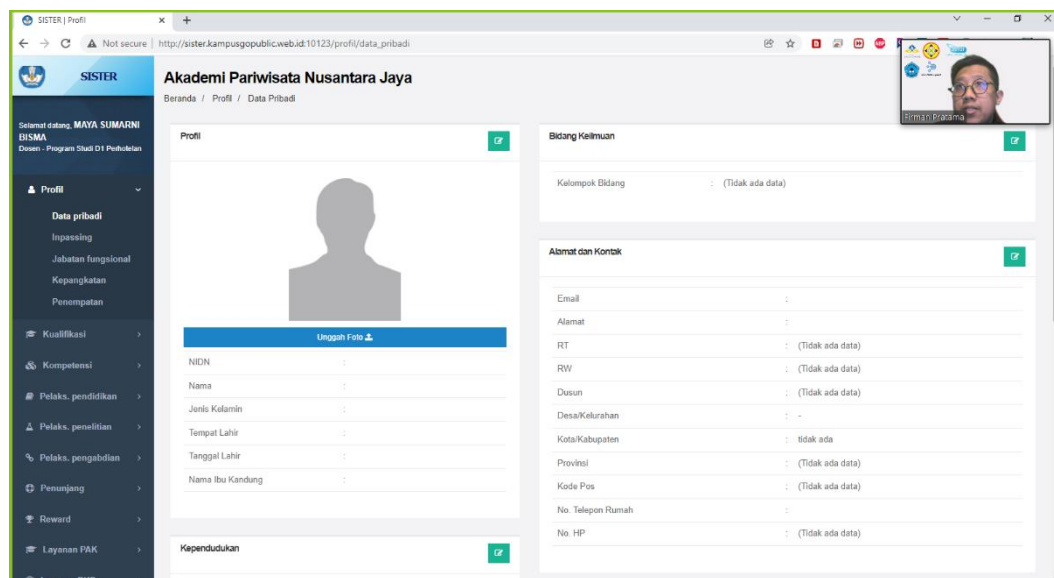 SISTER | Profil
Not secure | http://sister.kampusgopublic.web.id:10123/profil/data_pribadi
SISTER
Selamat datang, MAYA SUMARNI
BISMA
Dosen - Program Studi D1 Perhotelan
Profil
Data pribadi
Inpassing
Jabatan fungsional
Kepangkatan
Penempatan
Kualifikasi
Kompetensi
Pelaks. pendidikan
Pelaks. penelitian
Pelaks. pengabdian
Penunjang
Reward
Layanan PAK
Akademi Pariwisata Nusantara Jaya
Beranda / Profil / Data Pribadi
Profil
Unggah Foto
NIDN :
Nama :
Jenis Kelamin :
Tempat Lahir :
Tanggal Lahir :
Nama Ibu Kandung :
Kependudukan
Bidang Keilmuan
Kelompok Bidang : (Tidak ada data)
Alamat dan Kontak
Email :
Alamat :
RT : (Tidak ada data)
RW : (Tidak ada data)
Dusun : (Tidak ada data)
Desa/Kelurahan : -
Kota/Kabupaten : tidak ada
Provinsi : (Tidak ada data)
Kode Pos : (Tidak ada data)
No. Telepon Rumah :
No. HP : (Tidak ada data)
Firman Pratama